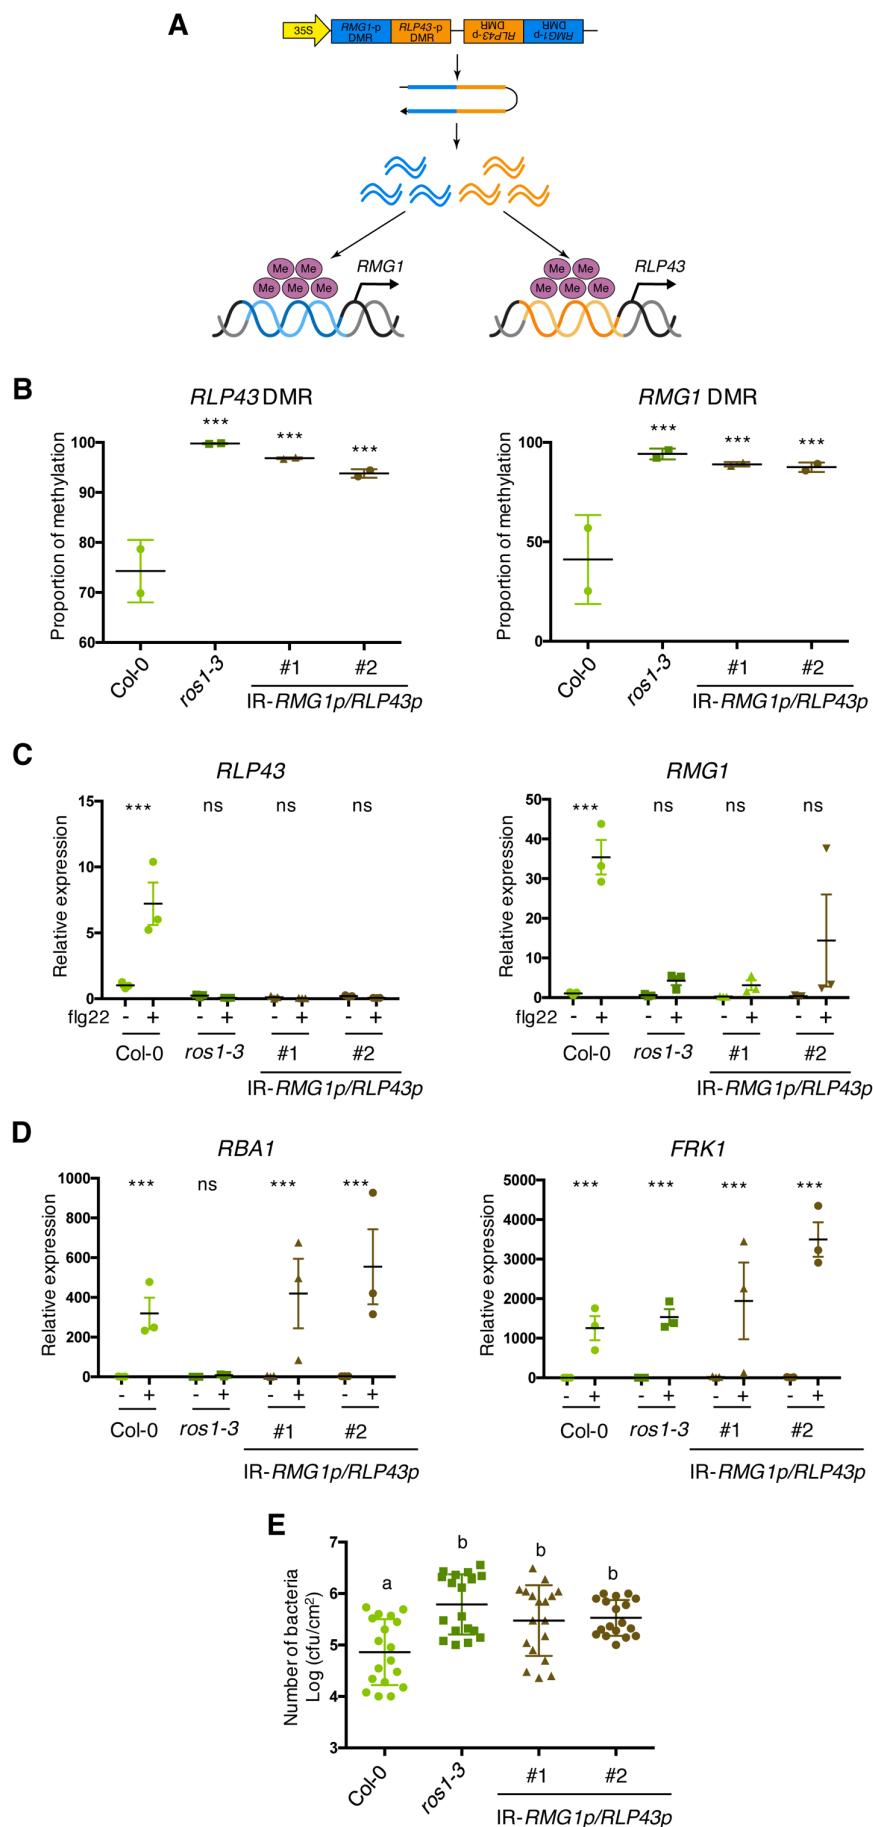 A
35S
RMG1-p DMR
RLP43-p DMR
RLP43-p DMR
RMG1-p DMR
Me Me
Me Me Me
RMG1
Me Me
Me Me Me
RLP43
B
RLP43 DMR
Proportion of methylation
100
90
80
70
60
*** *** ***
Col-0 ros1-3 #1 #2
IR-RMG1p/RLP43p
RMG1 DMR
Proportion of methylation
100
50
0
*** *** ***
Col-0 ros1-3 #1 #2
IR-RMG1p/RLP43p
C
RLP43
Relative expression
15
10
5
0
*** ns ns ns
flg22 - + - + - + - +
Col-0 ros1-3 #1 #2
IR-RMG1p/RLP43p
RMG1
Relative expression
50
40
30
20
10
0
*** ns ns ns
flg22 - + - + - + - +
Col-0 ros1-3 #1 #2
IR-RMG1p/RLP43p
D
RBA1
Relative expression
1000
800
600
400
200
0
*** ns *** ***
- + - + - + - +
Col-0 ros1-3 #1 #2
IR-RMG1p/RLP43p
FRK1
Relative expression
5000
4000
3000
2000
1000
0
*** *** *** ***
- + - + - + - +
Col-0 ros1-3 #1 #2
IR-RMG1p/RLP43p
E
Number of bacteria
Log (cfu/cm²)
7
6
5
4
3
a b b b
Col-0 ros1-3 #1 #2
IR-RMG1p/RLP43p